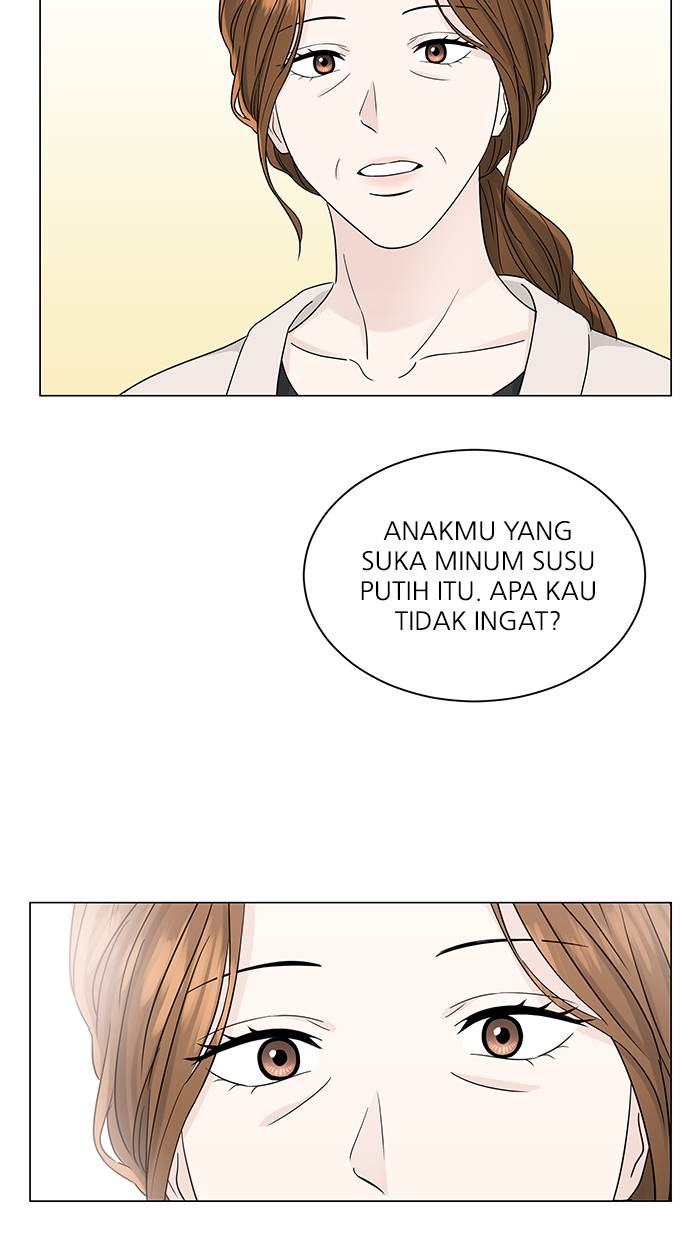 ANAKMU YANG
SUKA MINUM SUSU
PUTIH ITU. APA KAU
TIDAK INGAT?